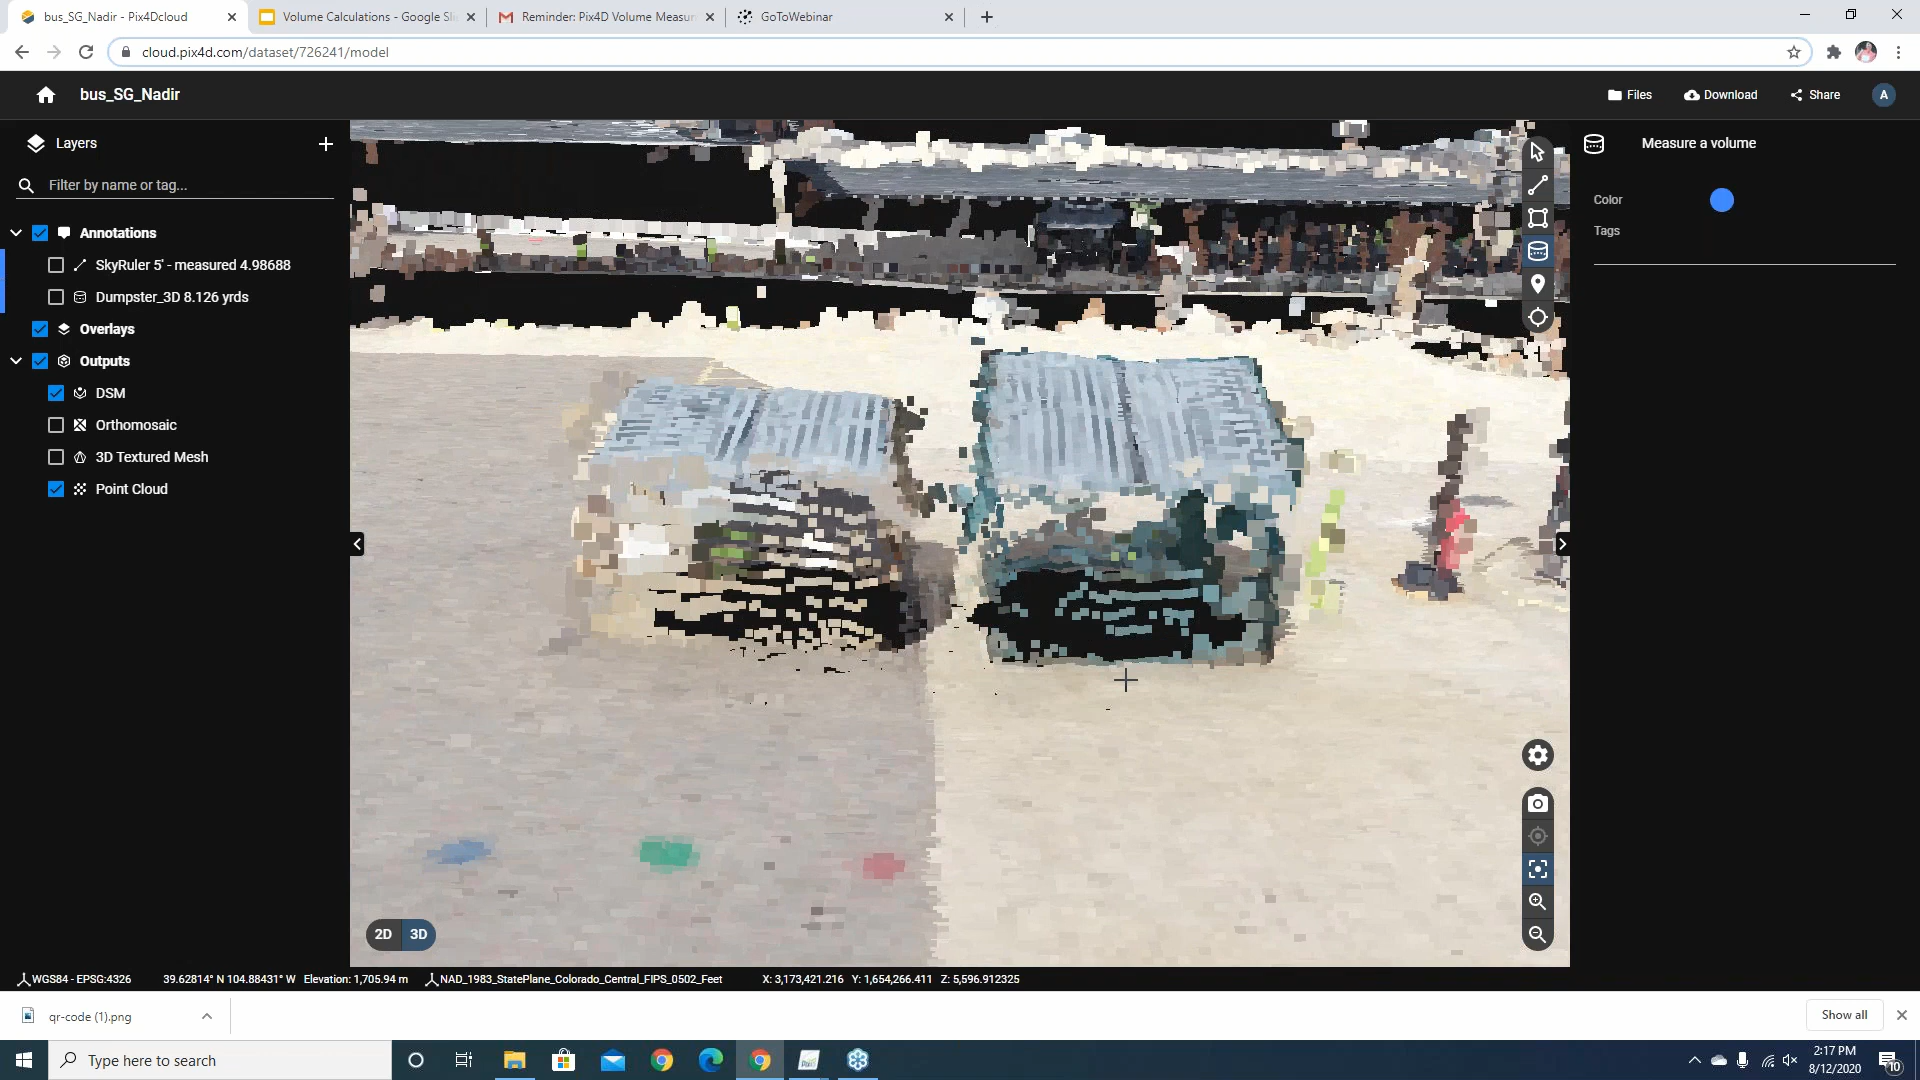 bus_SG_Nadir - Pix4Dcloud
Volume Calculations - Google Sli
Reminder: Pix4D Volume Measur
GoToWebinar
cloud.pix4d.com/dataset/726241/model
bus_SG_Nadir
Files
Download
Share
A
Layers
Measure a volume
Filter by name or tag...
Color
Tags
Annotations
SkyRuler 5' - measured 4.98688
Dumpster_3D 8.126 yrds
Overlays
Outputs
DSM
Orthomosaic
3D Textured Mesh
Point Cloud
2D
3D
WGS84 - EPSG:4326
39.62814° N 104.88431° W Elevation: 1,705.94 m
NAD_1983_StatePlane_Colorado_Central_FIPS_0502_Feet
X: 3,173,421.216 Y: 1,654,266.411 Z: 5,596.912325
qr-code (1).png
Show all
Type here to search
2:17 PM
8/12/2020
10